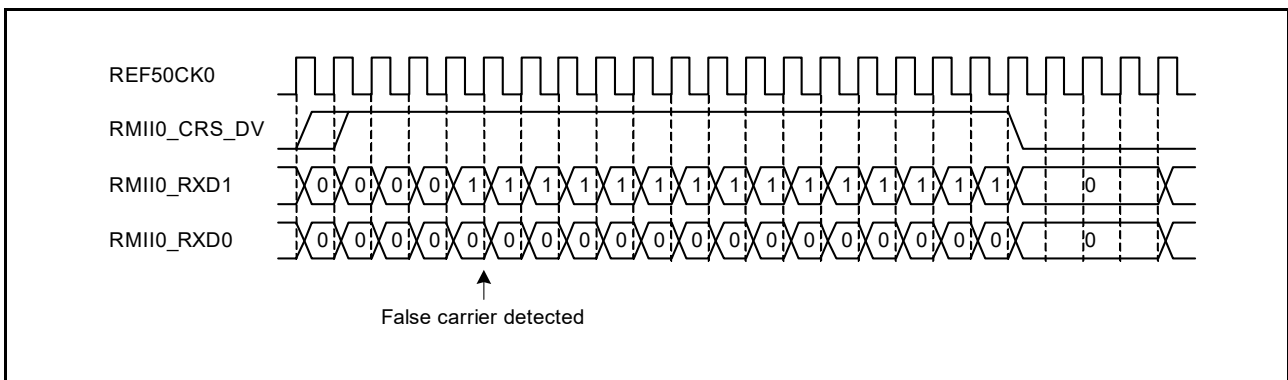 REF50CK0
RMII0_CRS_DV
RMII0_RXD1 0 0 0 0 1 1 1 1 1 1 1 1 1 1 1 1 1 1 1 0
RMII0_RXD0 0 0 0 0 0 0 0 0 0 0 0 0 0 0 0 0 0 0 0 0
False carrier detected